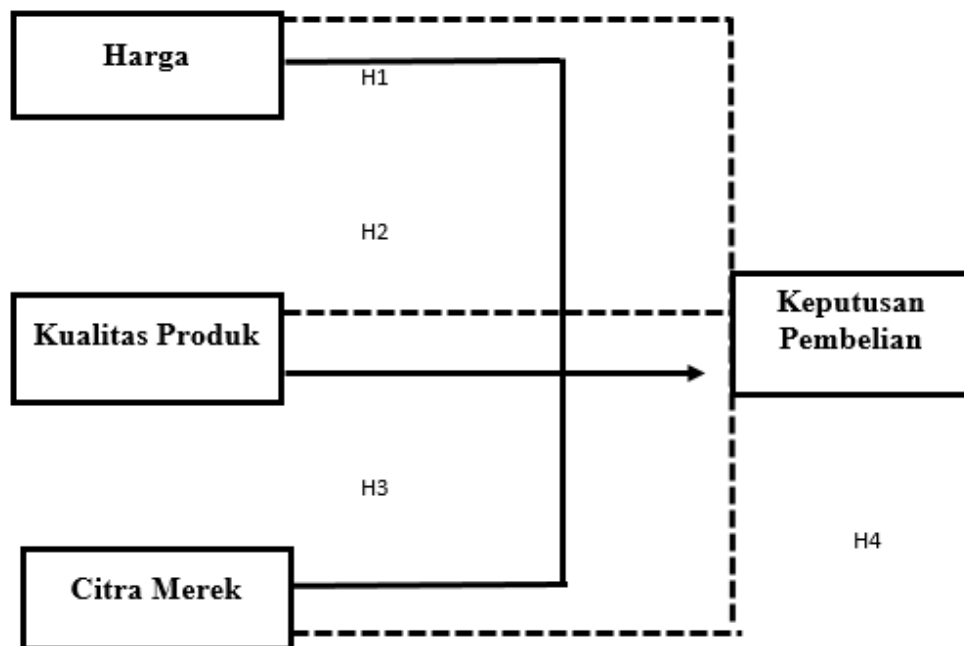 Harga
H1
H2
Kualitas Produk
Keputusan
Pembelian
H3
H4
Citra Merek